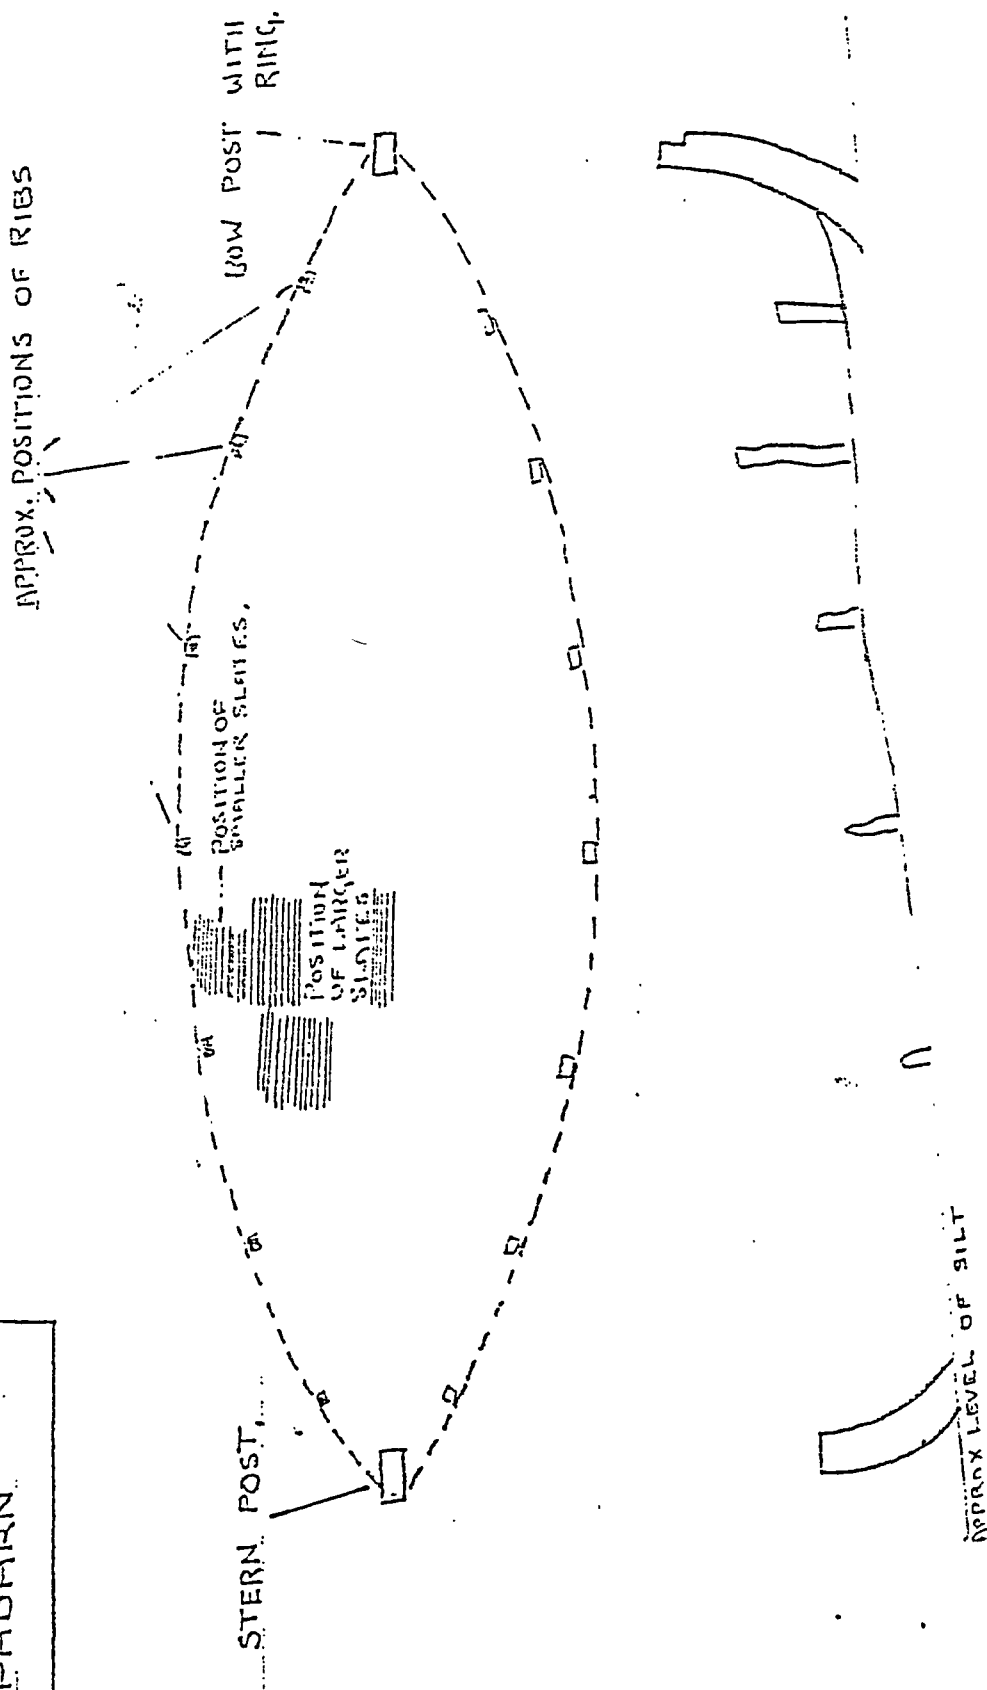 PADARN
APPROX. POSITIONS OF RIBS
BOW POST WITH
RING.
POSITION OF
SMALLER SLATES.
POSITION
OF LARGER
SLATES
STERN POST.
APPROX LEVEL OF SILT